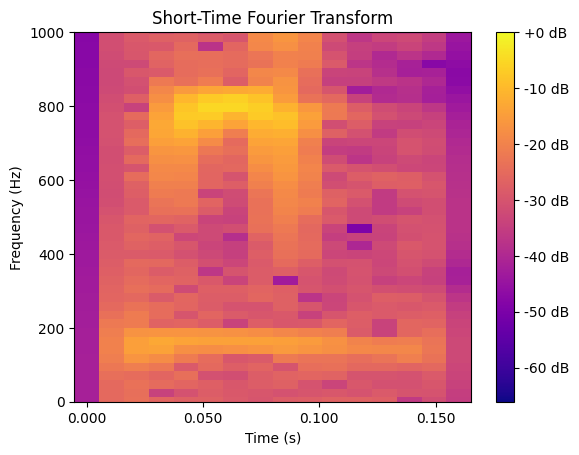 Short-Time Fourier Transform
Frequency (Hz)
1000
800
600
400
200
0
0.000
0.050
0.100
0.150
Time (s)
+0 dB
-10 dB
-20 dB
-30 dB
-40 dB
-50 dB
-60 dB